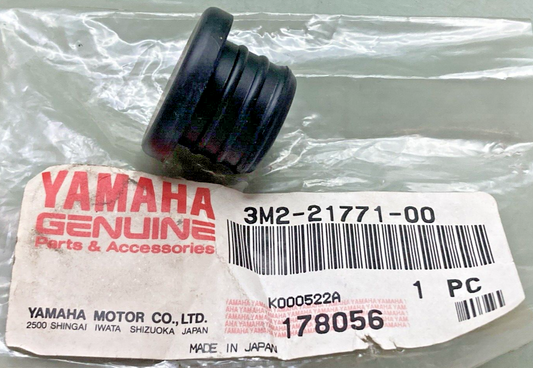 YAMAHA
GENUINE
Parts & Accessories
3M2-21771-00
K000522A
1 PC
178056
YAMAHA MOTOR CO., LTD.
2500 SHINGAI IWATA SHIZUOKA JAPAN
MADE IN JAPAN